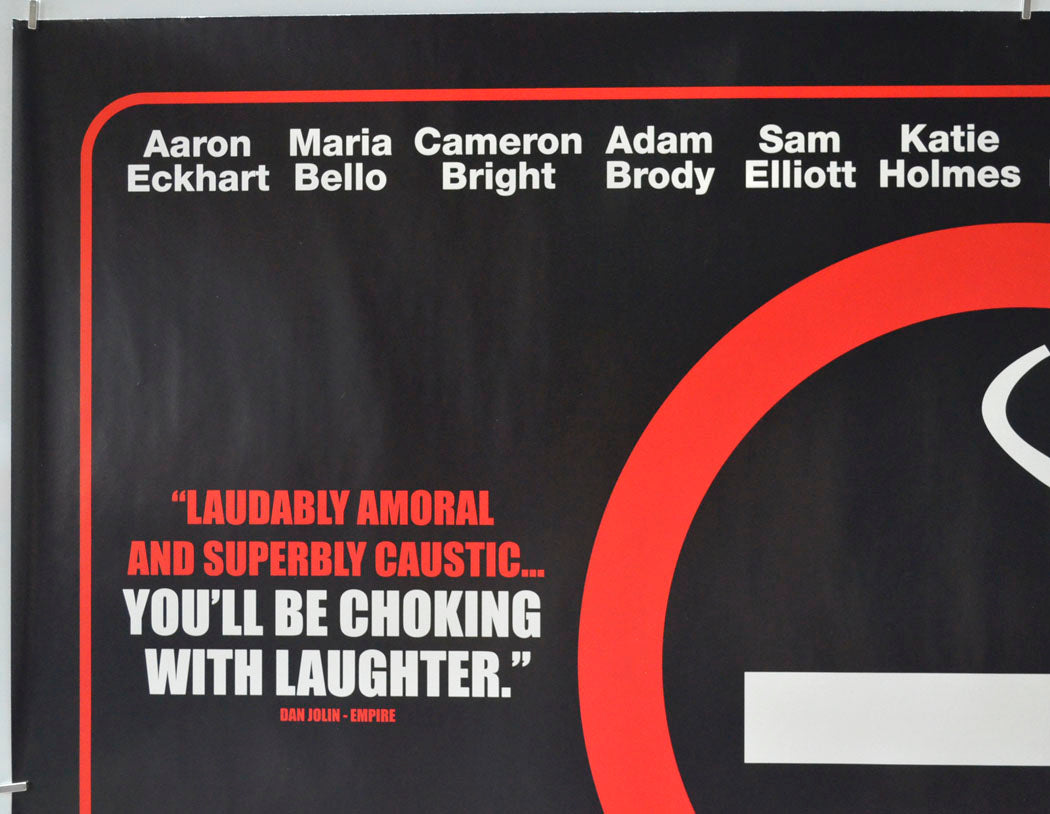 Aaron Eckhart
Maria Bello
Cameron Bright
Adam Brody
Sam Elliott
Katie Holmes
“LAUDABLY AMORAL
AND SUPERBLY CAUSTIC...
YOU’LL BE CHOKING
WITH LAUGHTER.”
DAN JOLIN - EMPIRE